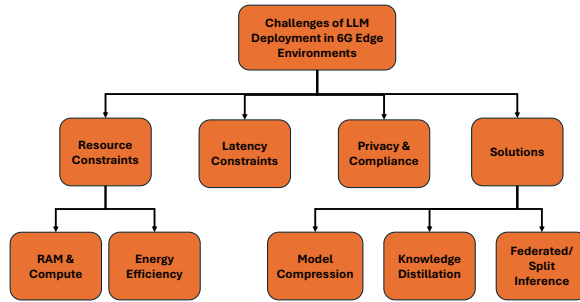 Challenges of LLM
Deployment in 6G Edge
Environments
Resource
Constraints
Latency
Constraints
Privacy &
Compliance
Solutions
RAM &
Compute
Energy
Efficiency
Model
Compression
Knowledge
Distillation
Federated/
Split
Inference